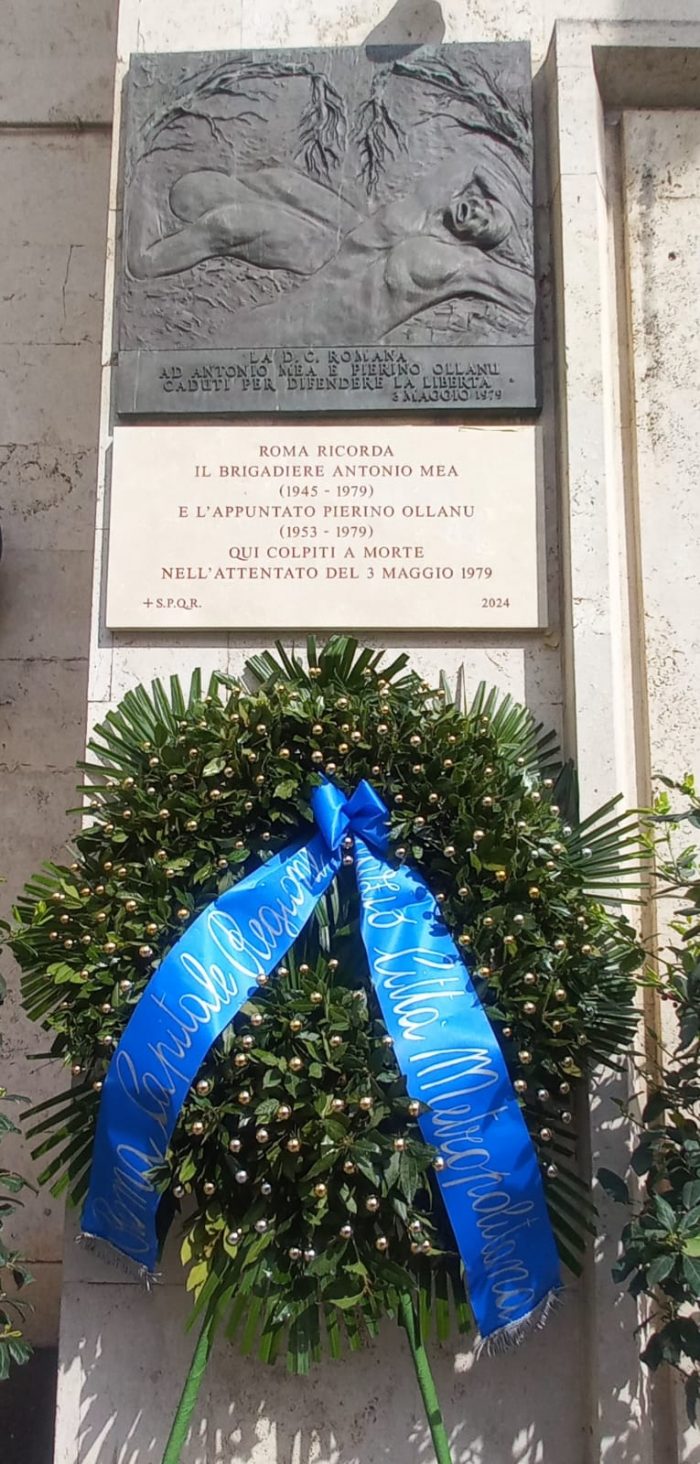 LA D.C. ROMANA
AD ANTONIO MEA E PIERINO OLLANU
CADUTI PER DIFENDERE LA LIBERTA
3 MAGGIO 1979
ROMA RICORDA
IL BRIGADIERE ANTONIO MEA
(1945 - 1979)
E L'APPUNTATO PIERINO OLLANU
(1953 - 1979)
QUI COLPITI A MORTE
NELL'ATTENTATO DEL 3 MAGGIO 1979
+ S.P.Q.R. 2024
Roma Capitale Region
Città Metropolitana